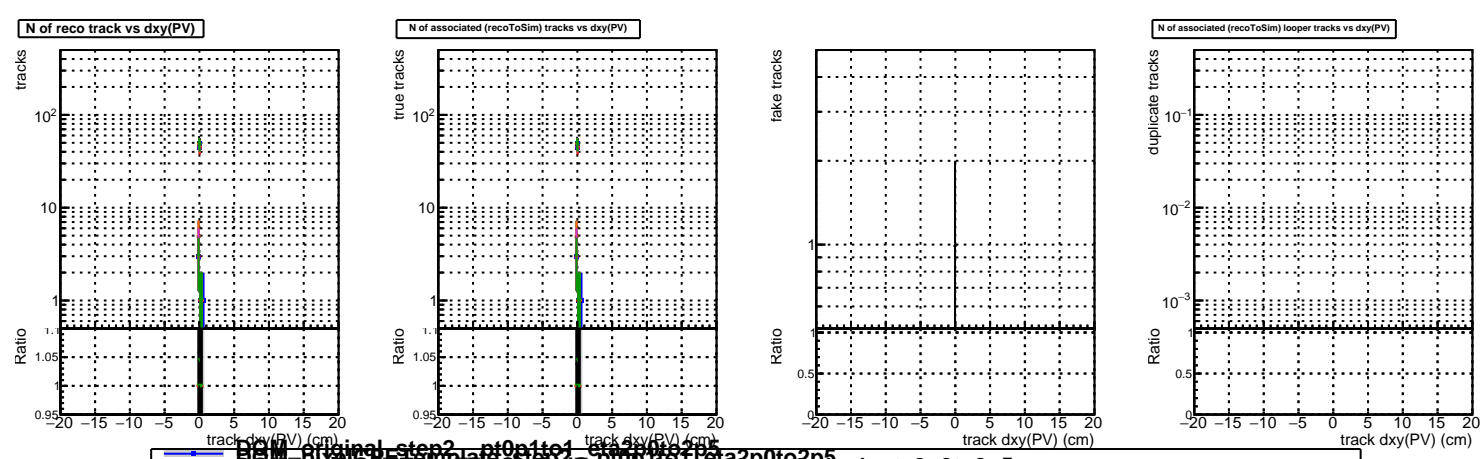 N of reco track vs dxy(PV)
N of associated (recoToSim) tracks vs dxy(PV)
N of associated (recoToSim) looper tracks vs dxy(PV)
tracks
10²
10
1
Ratio
1.1
1.05
1
0.95
−20 −15 −10 −5 0 5 10 15 20
track dxy(PV) (cm)
true tracks
10²
10
1
Ratio
1.05
1
0.95
−20 −15 −10 −5 0 5 10 15 20
track dxy(PV) (cm)
fake tracks
1
Ratio
1
0.5
0
−20 −15 −10 −5 0 5 10 15 20
track dxy(PV) (cm)
duplicate tracks
10⁻¹
10⁻²
10⁻³
Ratio
1
0.5
0
−20 −15 −10 −5 0 5 10 15 20
track dxy(PV) (cm)
DQM_original_step2 pt0p1to1_eta2p0to2p5